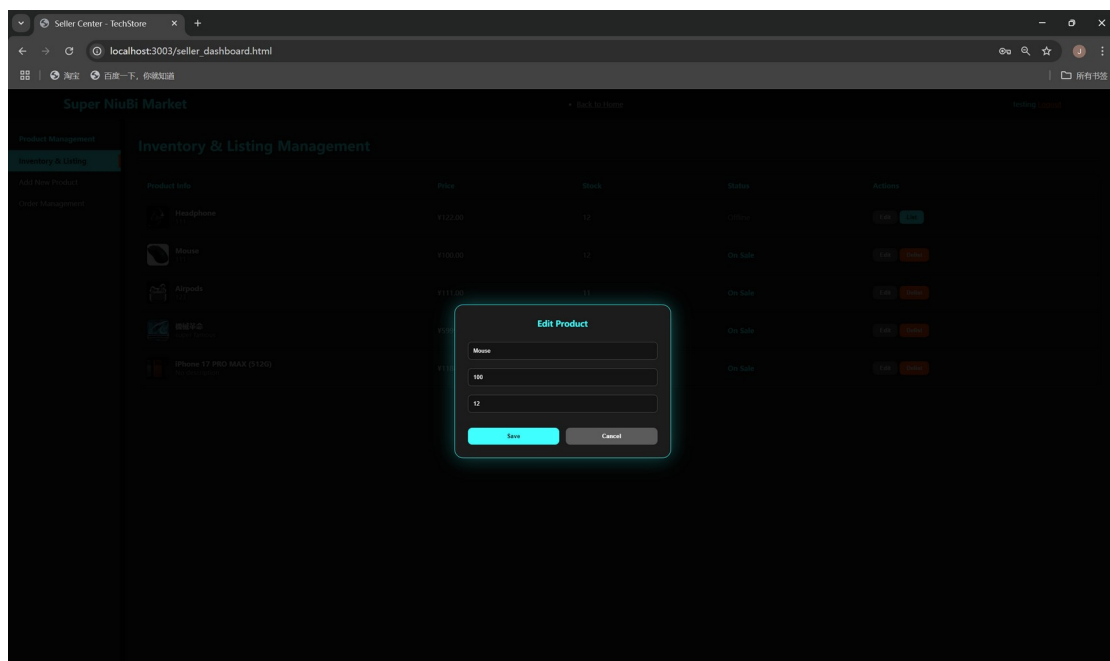 Seller Center - TechStore
localhost:3003/seller_dashboard.html
J
淘宝 百度一下，你就知道 所有书签
Super NiuBi Market
Back to Home
Product Management
Inventory & Listing
Add New Product
Order Management
Inventory & Listing Management
Product Info Price Stock Status Actions
Headphone ¥122.00 12 Edit
Mouse ¥100.00 12 On Sale Edit
Airpods ¥111.00 11 On Sale Edit
On Sale Edit
iPhone 17 PRO MAX (512G) On Sale Edit
Edit Product
Mouse
100
12
Save Cancel